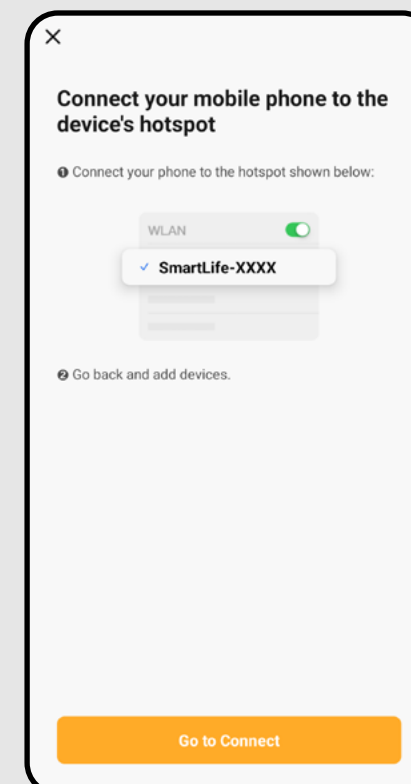 Connect your mobile phone to the
device's hotspot
❶ Connect your phone to the hotspot shown below:
WLAN
SmartLife-XXXX
❷ Go back and add devices.
Go to Connect